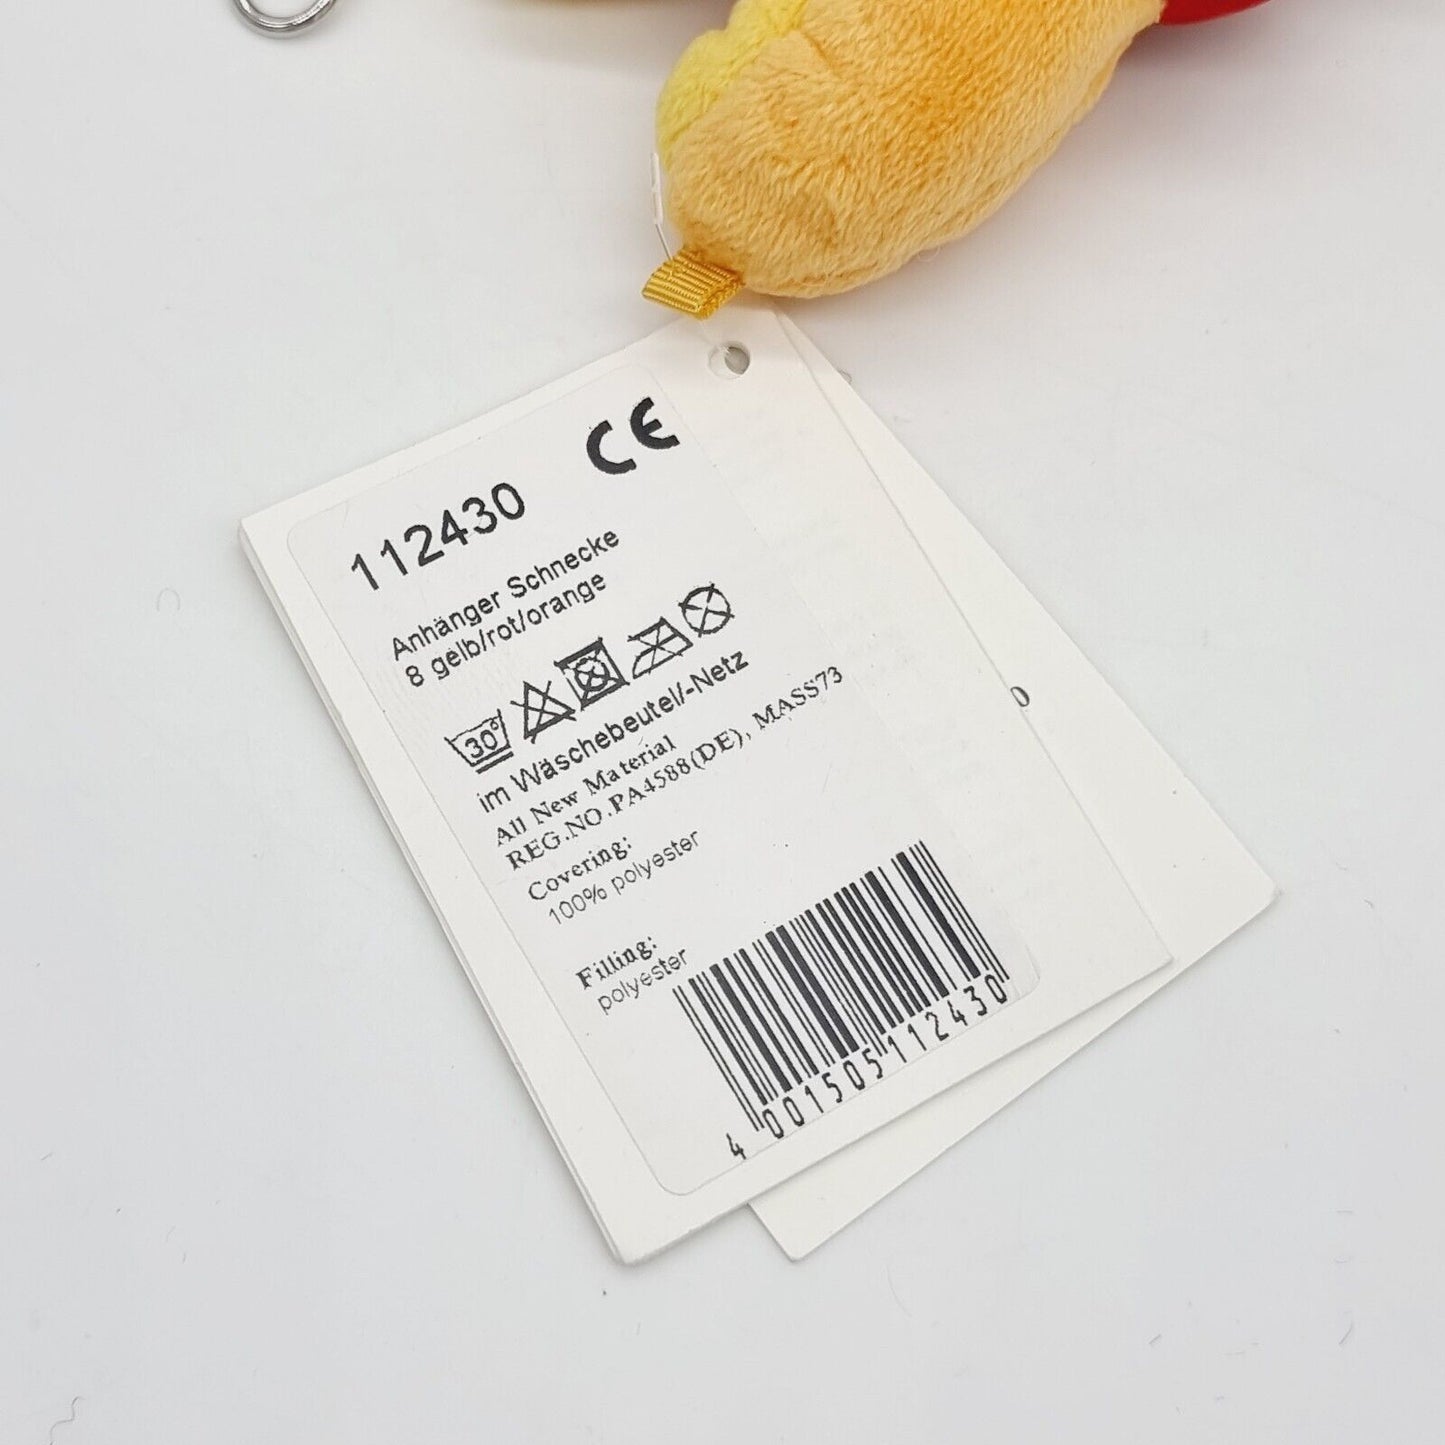 CE
112430
Anhänger Schnecke
8 gelb/rot/orange
30°
im Wäschebeutel/-Netz
All New Material
REG.NO.PA4588(DE), MASS73
Covering:
100% polyester
Filling:
polyester
4 001505 112430